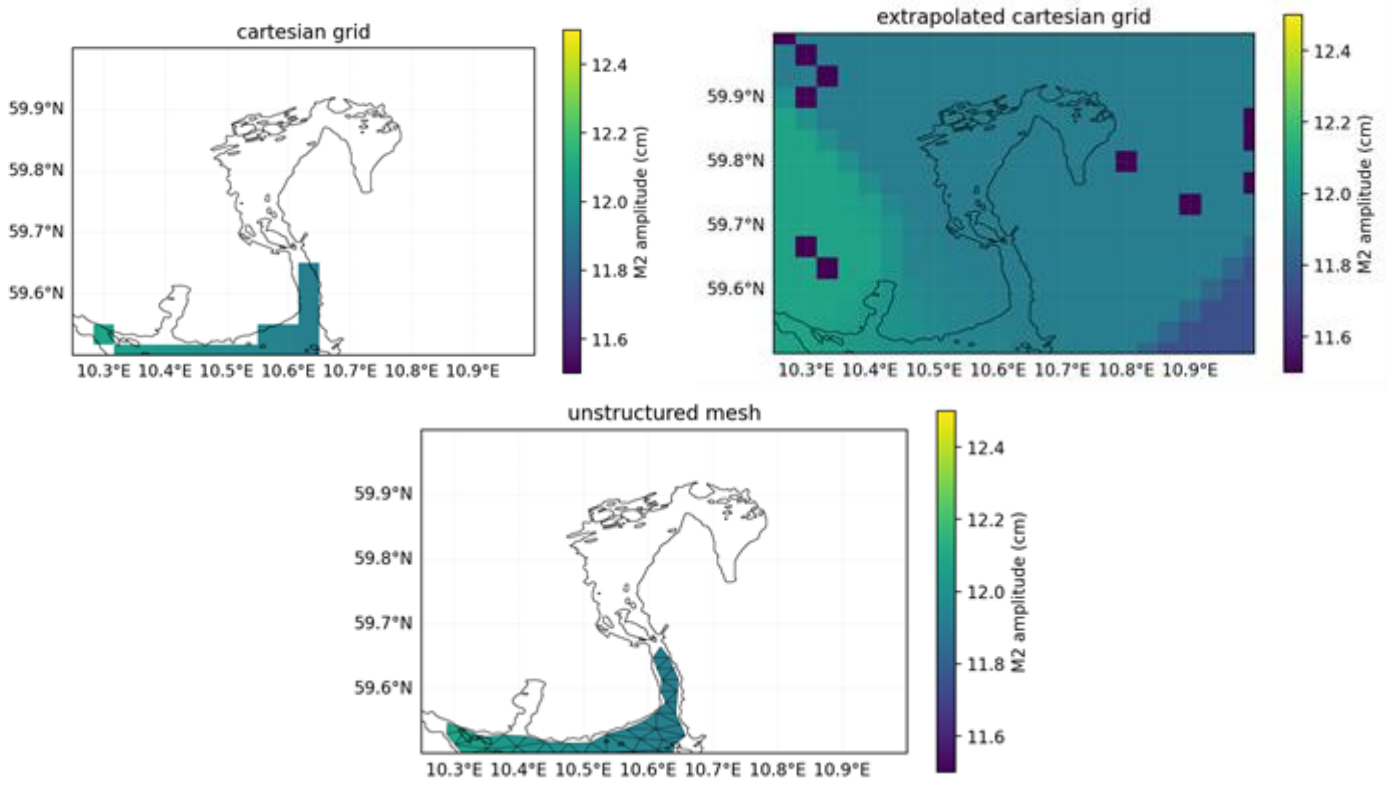 cartesian grid
59.9°N
59.8°N
59.7°N
59.6°N
10.3°E 10.4°E 10.5°E 10.6°E 10.7°E 10.8°E 10.9°E
12.4
12.2
12.0
11.8
11.6
M2 amplitude (cm)
extrapolated cartesian grid
59.9°N
59.8°N
59.7°N
59.6°N
10.3°E 10.4°E 10.5°E 10.6°E 10.7°E 10.8°E 10.9°E
12.4
12.2
12.0
11.8
11.6
M2 amplitude (cm)
unstructured mesh
59.9°N
59.8°N
59.7°N
59.6°N
10.3°E 10.4°E 10.5°E 10.6°E 10.7°E 10.8°E 10.9°E
12.4
12.2
12.0
11.8
11.6
M2 amplitude (cm)